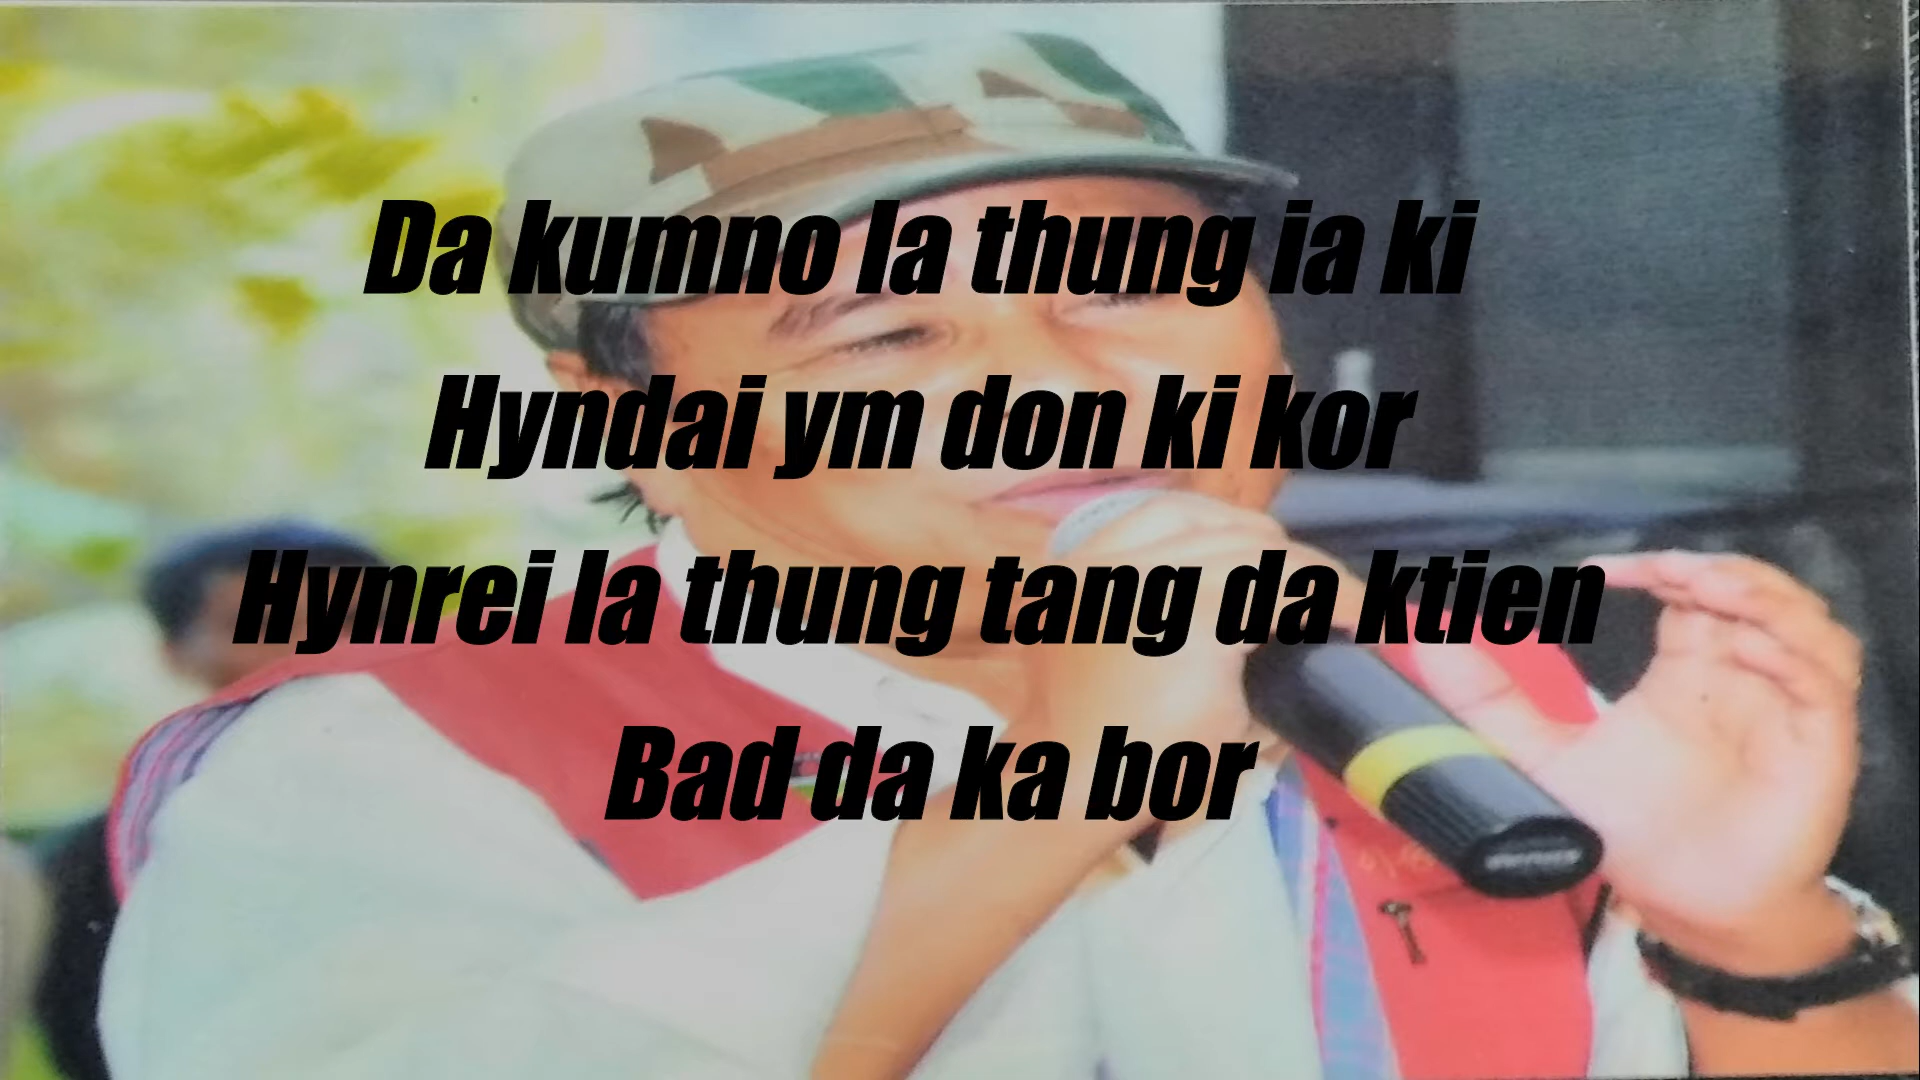 Da kumno la thung ia ki
Hyndai ym don ki kor
Hynrei la thung tang da ktien
Bad da ka bor